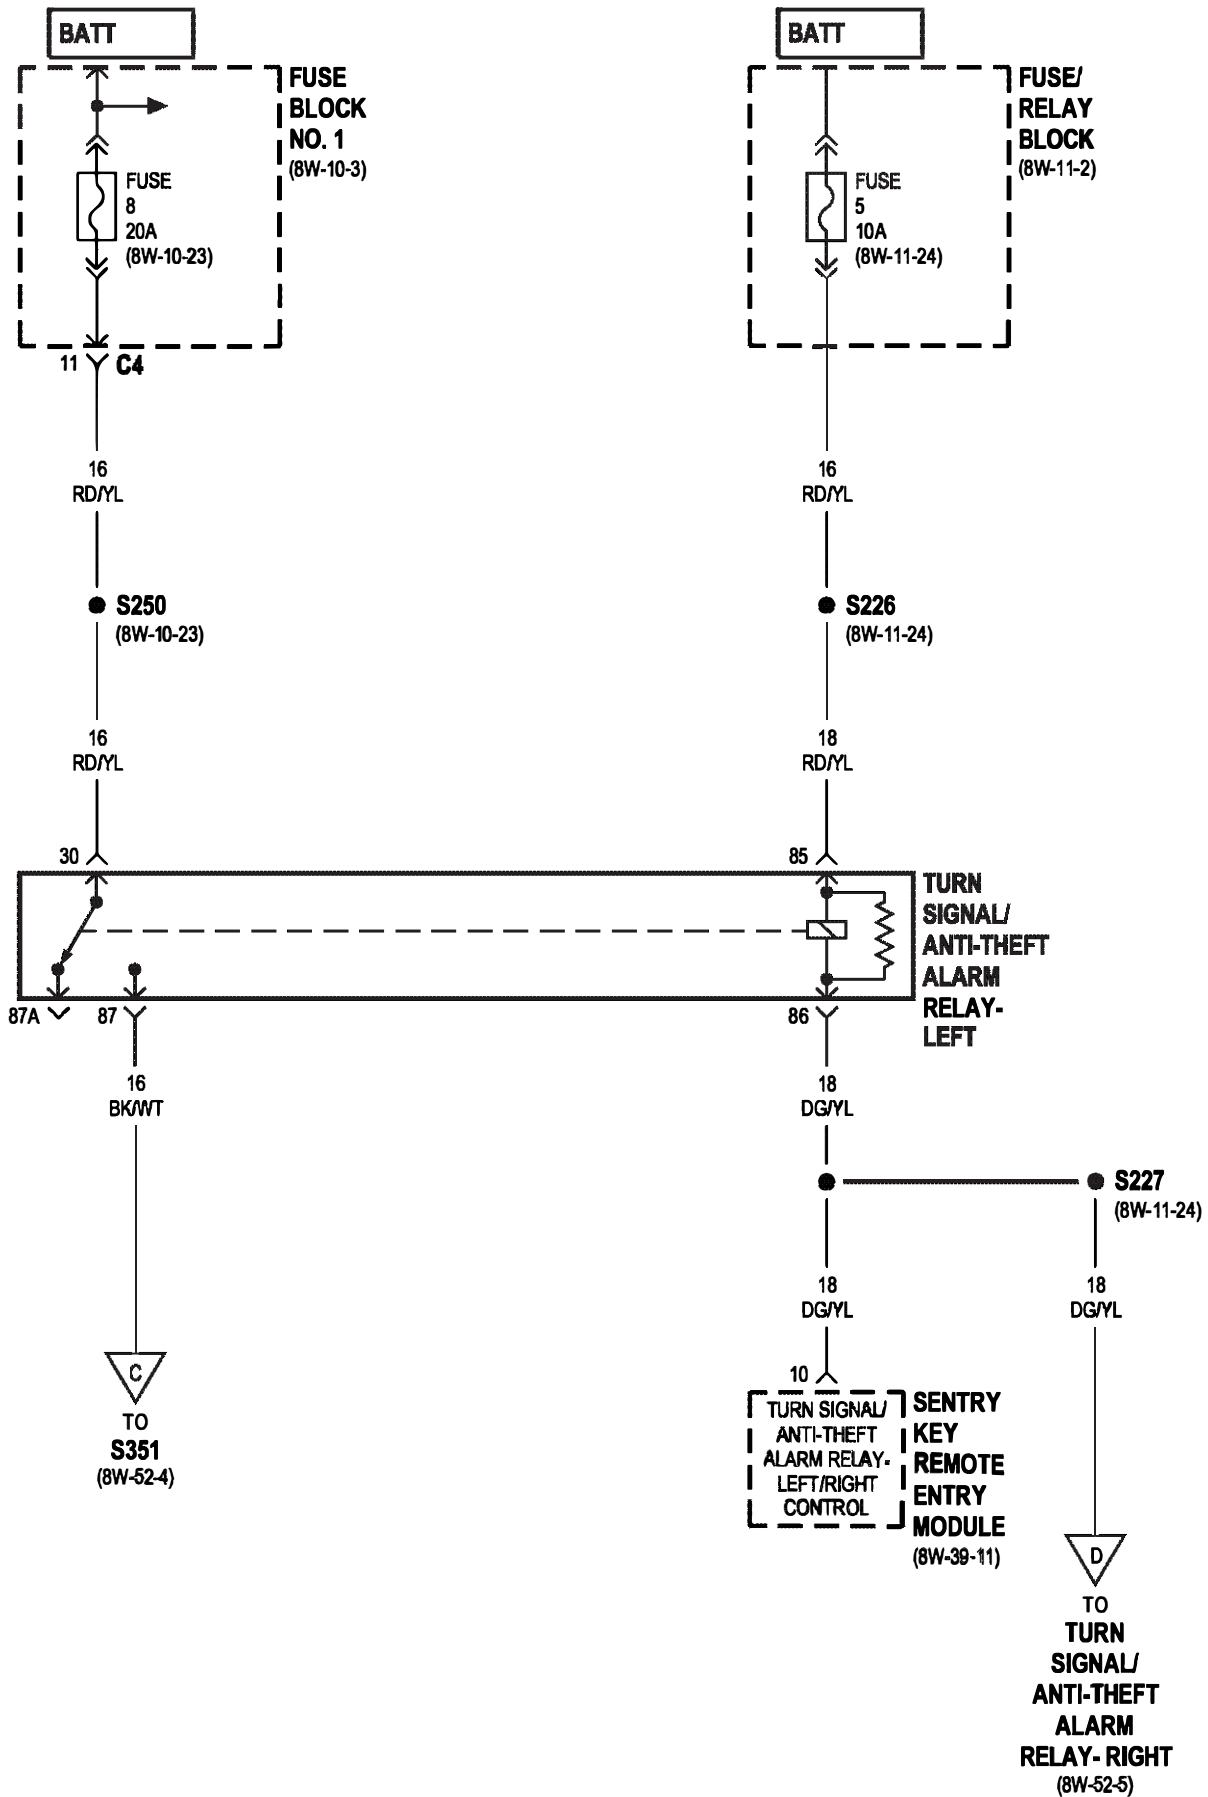 BATT
FUSE
BLOCK
NO. 1
(8W-10-3)
FUSE
8
20A
(8W-10-23)
11
C4
16
RD/YL
S250
(8W-10-23)
16
RD/YL
30
BATT
FUSE/
RELAY
BLOCK
(8W-11-2)
FUSE
5
10A
(8W-11-24)
16
RD/YL
S226
(8W-11-24)
18
RD/YL
85
TURN
SIGNAL/
ANTI-THEFT
ALARM
RELAY-
LEFT
87A
87
86
16
BK/WT
C
TO
S351
(8W-52-4)
18
DG/YL
S227
(8W-11-24)
18
DG/YL
18
DG/YL
10
TURN SIGNAL/
ANTI-THEFT
ALARM RELAY-
LEFT/RIGHT
CONTROL
SENTRY
KEY
REMOTE
ENTRY
MODULE
(8W-39-11)
D
TO
TURN
SIGNAL/
ANTI-THEFT
ALARM
RELAY- RIGHT
(8W-52-5)